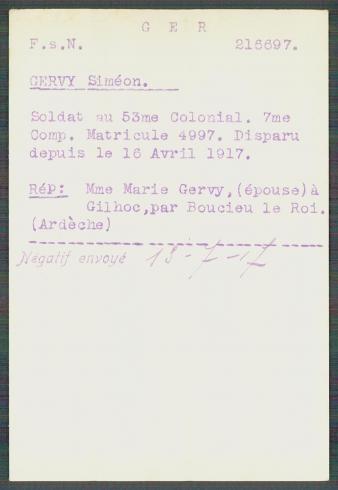 G E R
F.s.N. 216697.
GERVY Siméon.
Soldat au 53me Colonial. 7me
Comp. Matricule 4997. Disparu
depuis le 16 Avril 1917.
Rép: Mme Marie Gervy,(épouse)à
Gilhoc,par Boucieu le Roi.
(Ardèche)
Négatif envoyé 18-7-17